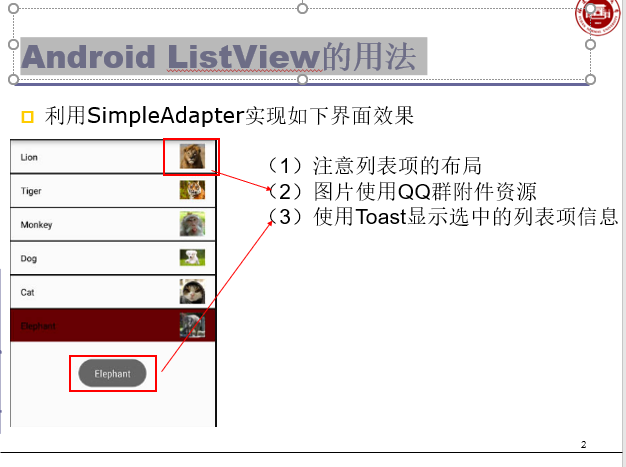 Android ListView的用法
利用SimpleAdapter实现如下界面效果
Lion
Tiger
Monkey
Dog
Cat
Elephant
Elephant
（1）注意列表项的布局
（2）图片使用QQ群附件资源
（3）使用Toast显示选中的列表项信息
2